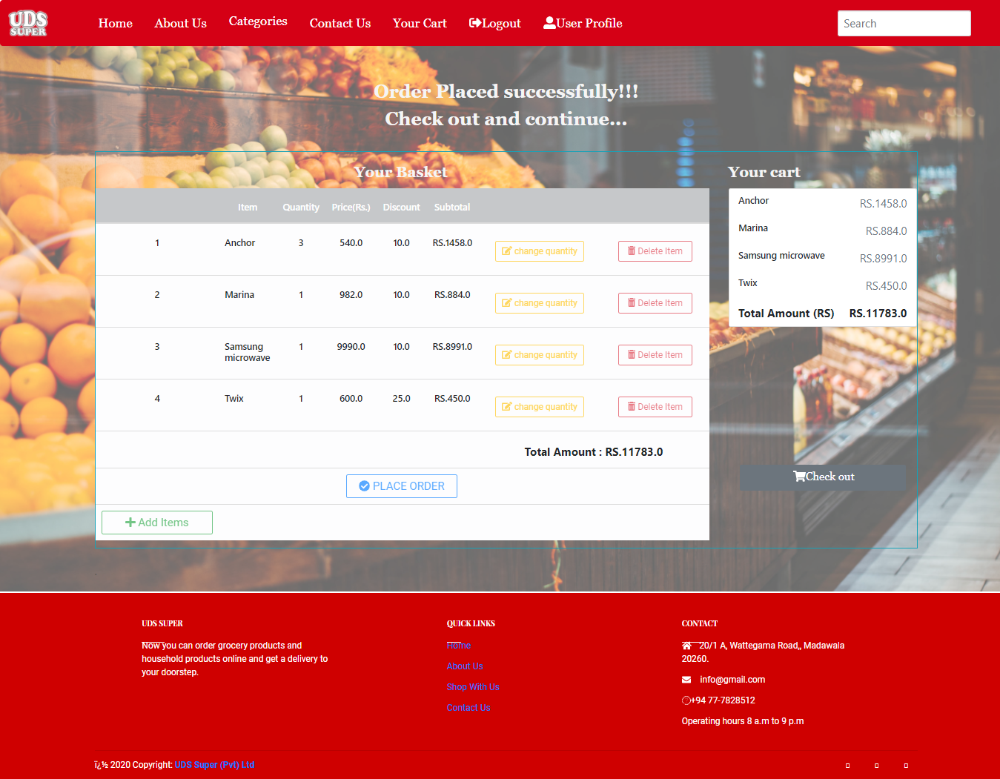 UDS
SUPER
Home About Us Categories Contact Us Your Cart Logout User Profile Search
Order Placed successfully!!!
Check out and continue...
Your Basket
Item Quantity Price(Rs.) Discount Subtotal
1 Anchor 3 540.0 10.0 RS.1458.0 change quantity Delete Item
2 Marina 1 982.0 10.0 RS.884.0 change quantity Delete Item
3 Samsung microwave 1 9990.0 10.0 RS.8991.0 change quantity Delete Item
4 Twix 1 600.0 25.0 RS.450.0 change quantity Delete Item
Total Amount : RS.11783.0
PLACE ORDER
Add Items
Your cart
Anchor RS.1458.0
Marina RS.884.0
Samsung microwave RS.8991.0
Twix RS.450.0
Total Amount (RS) RS.11783.0
Check out
.
UDS SUPER
Now you can order grocery products and
household products online and get a delivery to
your doorstep.
QUICK LINKS
Home
About Us
Shop With Us
Contact Us
CONTACT
20/1 A, Wattegama Road,, Madawala
20260.
info@gmail.com
+94 77-7828512
Operating hours 8 a.m to 9 p.m
ï¿½ 2020 Copyright: UDS Super (Pvt) Ltd